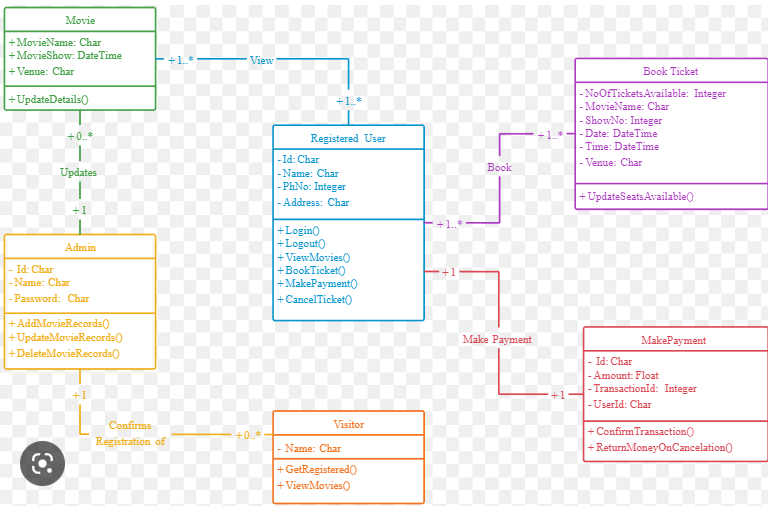 Movie
+ MovieName: Char
+ MovieShow: DateTime
+ Venue: Char
+ UpdateDetails()
+1..*
View
+1..*
+0..*
Updates
+1
Registered User
- Id: Char
- Name: Char
- PhNo: Integer
- Address: Char
+ Login()
+ Logout()
+ ViewMovies()
+ BookTicket()
+ MakePayment()
+ CancelTicket()
Book Ticket
- NoOfTicketsAvailable: Integer
- MovieName: Char
- ShowNo: Integer
- Date: DateTime
- Time: DateTime
- Venue: Char
+ UpdateSeatsAvailable()
+1..*
Book
+1..*
Admin
- Id: Char
- Name: Char
- Password: Char
+ AddMovieRecords()
+ UpdateMovieRecords()
+ DeleteMovieRecords()
+1
Make Payment
+1
MakePayment
- Id: Char
- Amount: Float
- TransactionId: Integer
- UserId: Char
+ ConfirmTransaction()
+ ReturnMoneyOnCancelation()
+1
Confirms
Registration of
+0..*
Visitor
- Name: Char
+ GetRegistered()
+ ViewMovies()